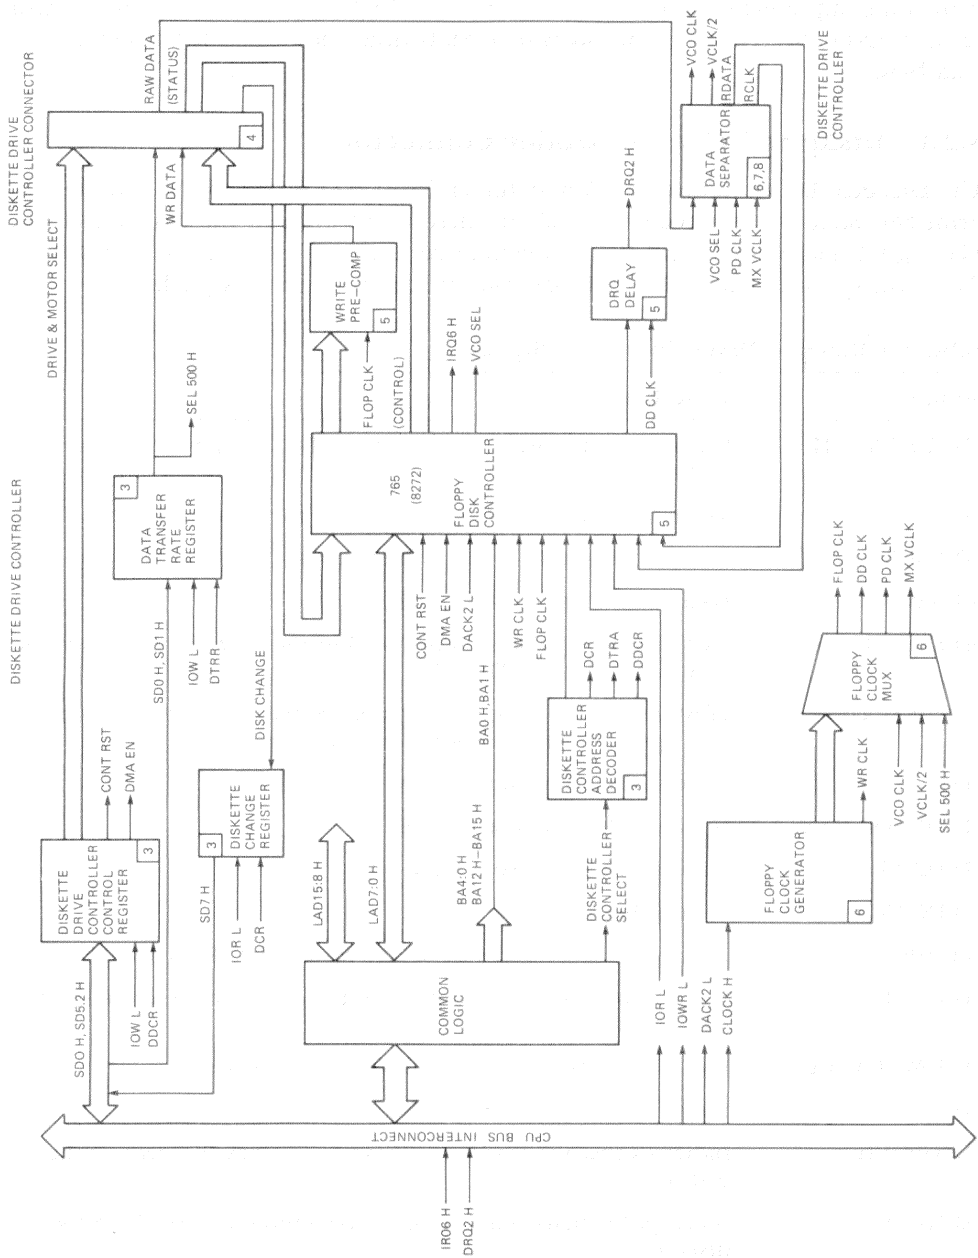 DISKETTE DRIVE CONTROLLER
DISKETTE DRIVE
CONTROLLER CONNECTOR
DISKETTE
DRIVE
CONTROLLER
CONTROL
REGISTER
3
SD0 H, SD5.2 H
IOW L
DDCR
CONT RST
DMA EN
DRIVE & MOTOR SELECT
4
RAW DATA
(STATUS)
WR DATA
DATA
TRANSFER
RATE
REGISTER
3
SD0 H, SD1 H
IOW L
DTRR
SEL 500 H
DISKETTE
CHANGE
REGISTER
3
SD7 H
IOR L
DCR
DISK CHANGE
WRITE
PRE-COMP
5
FLOP CLK
(CONTROL)
LAD15:8 H
LAD7:0 H
COMMON
LOGIC
BA4:0 H
BA12 H-BA15 H
BA0 H,BA1 H
765
(8272)
FLOPPY
DISK
CONTROLLER
5
CONT RST
DMA EN
DACK2 L
WR CLK
FLOP CLK
IRQ6 H
VCO SEL
DRQ
DELAY
5
DD CLK
DRQ2 H
DISKETTE
CONTROLLER
SELECT
DISKETTE
CONTROLLER
ADDRESS
DECODER
3
DCR
DTRA
DDCR
DATA
SEPARATOR
6,7,8
VCO CLK
VCLK/2
RDATA
RCLK
VCO SEL
PD CLK
MX VCLK
DISKETTE DRIVE
CONTROLLER
IOR L
IOWR L
DACK2 L
CLOCK H
FLOPPY
CLOCK
GENERATOR
6
WR CLK
VCO CLK
VCLK/2
SEL 500 H
FLOPPY
CLOCK
MUX
6
FLOP CLK
DD CLK
PD CLK
MX VCLK
CPU BUS INTERCONNECT
IRQ6 H
DRQ2 H